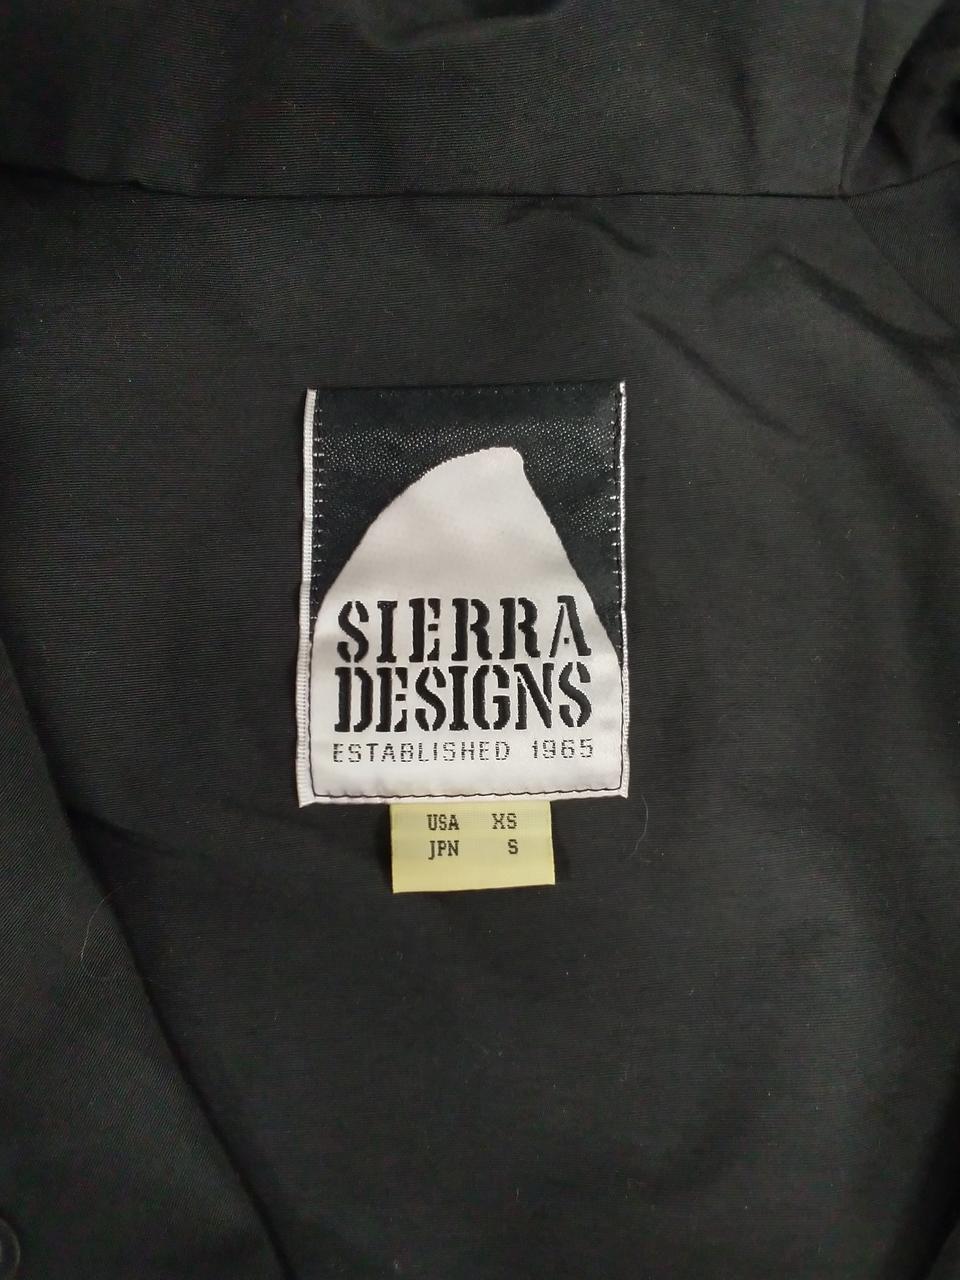 SIERRA
DESIGNS
ESTABLISHED 1965
USA XS
JPN S